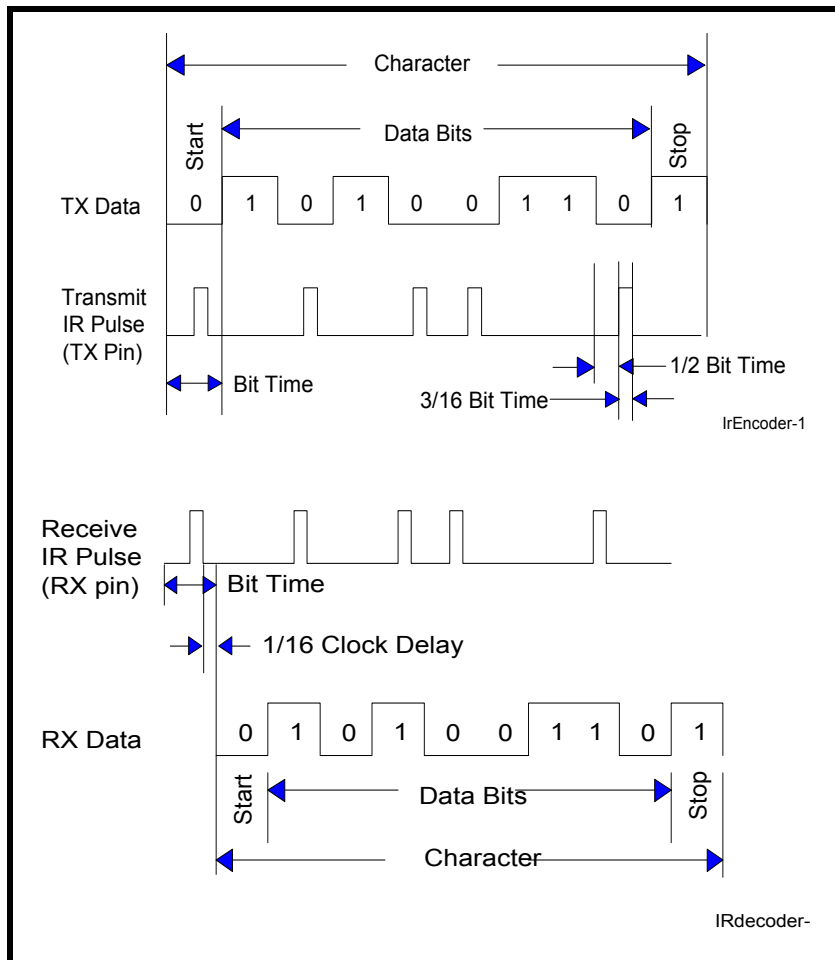 Character
Start
Data Bits
Stop
TX Data
0 1 0 1 0 0 1 1 0 1
Transmit
IR Pulse
(TX Pin)
Bit Time
1/2 Bit Time
3/16 Bit Time
IrEncoder-1
Receive
IR Pulse
(RX pin)
Bit Time
1/16 Clock Delay
RX Data
0 1 0 1 0 0 1 1 0 1
Start
Data Bits
Stop
Character
IRdecoder-